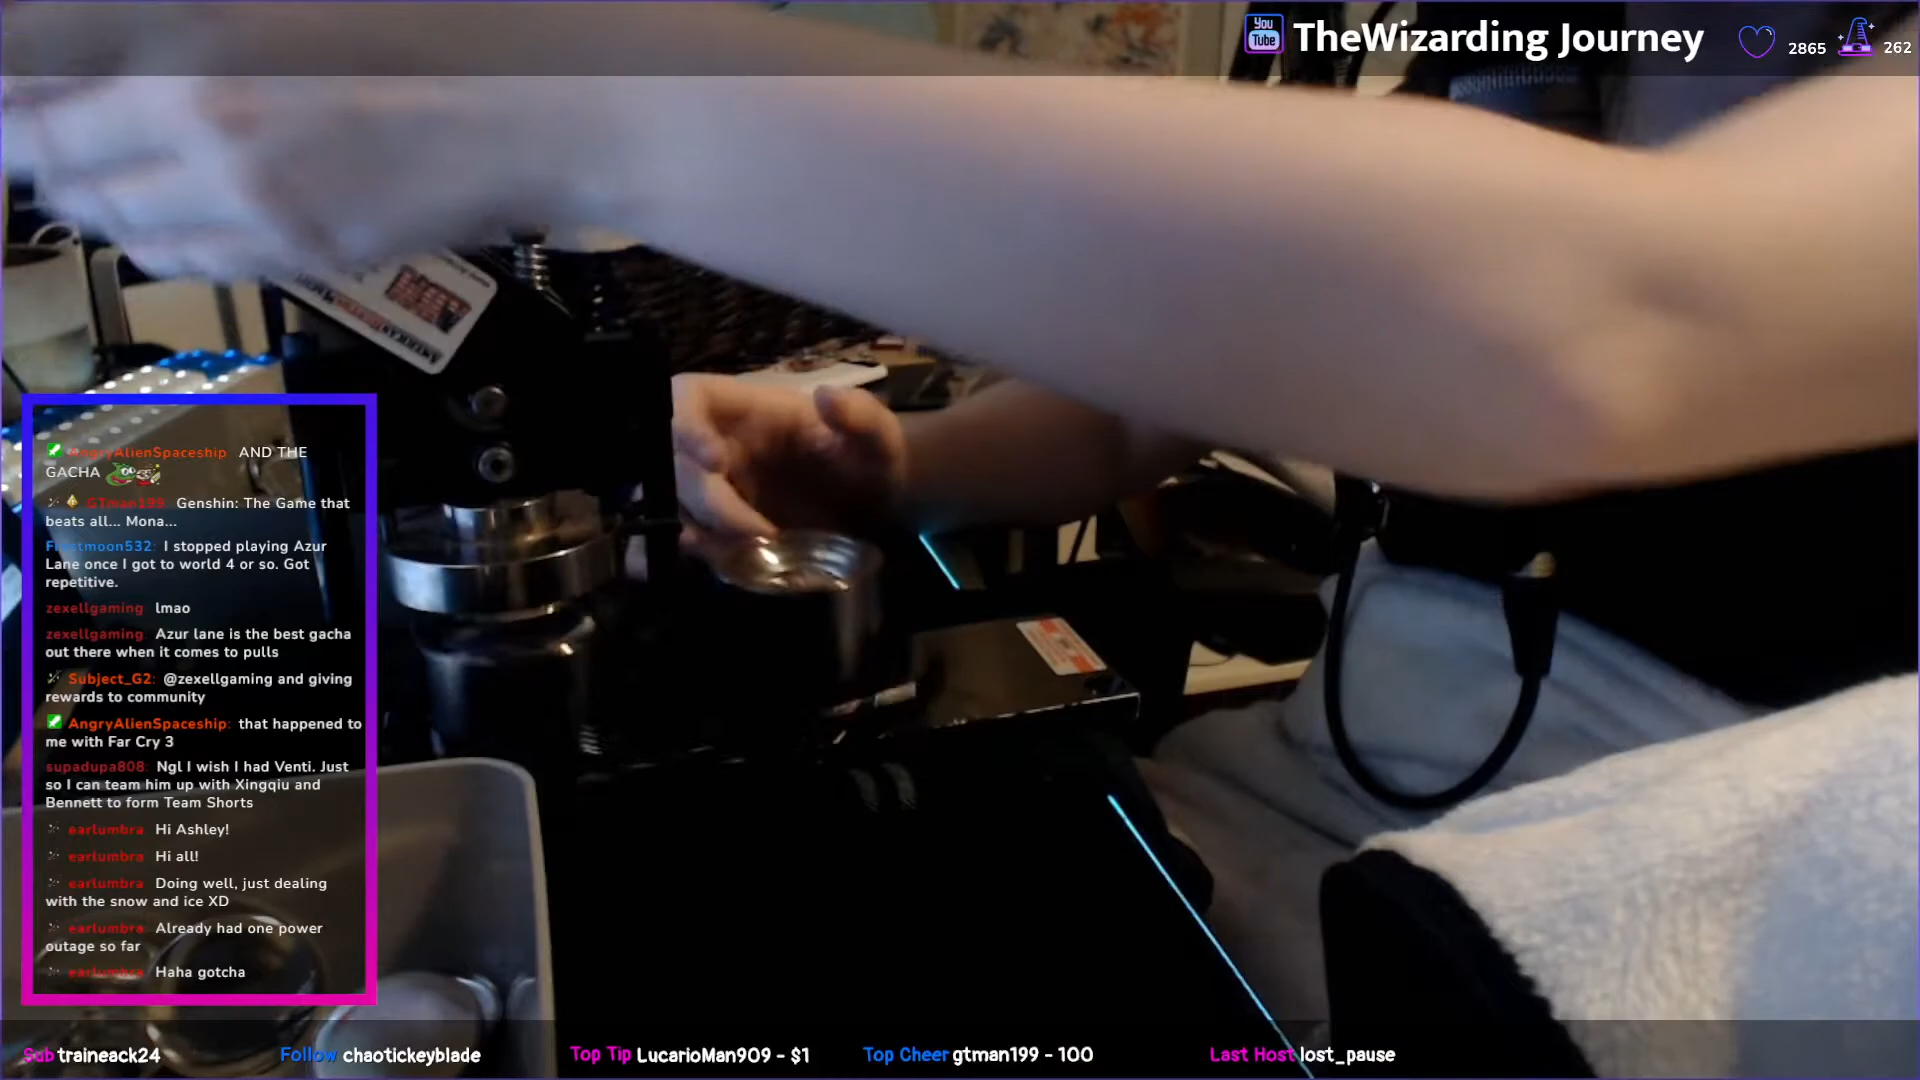 You
Tube
TheWizarding Journey
2865
262
AngryAlienSpaceship AND THE
GACHA
GTman199 Genshin: The Game that
beats all... Mona...
Frostmoon532: I stopped playing Azur
Lane once I got to world 4 or so. Got
repetitive.
zexellgaming lmao
zexellgaming Azur lane is the best gacha
out there when it comes to pulls
Subject_G2: @zexellgaming and giving
rewards to community
AngryAlienSpaceship: that happened to
me with Far Cry 3
supadupa808: Ngl I wish I had Venti. Just
so I can team him up with Xingqiu and
Bennett to form Team Shorts
earlumbra Hi Ashley!
earlumbra Hi all!
earlumbra Doing well, just dealing
with the snow and ice XD
earlumbra Already had one power
outage so far
earlumbra Haha gotcha
Sub traineack24
Follow chaotickeyblade
Top Tip LucarioMan909 - $1
Top Cheer gtman199 - 100
Last Host lost_pause